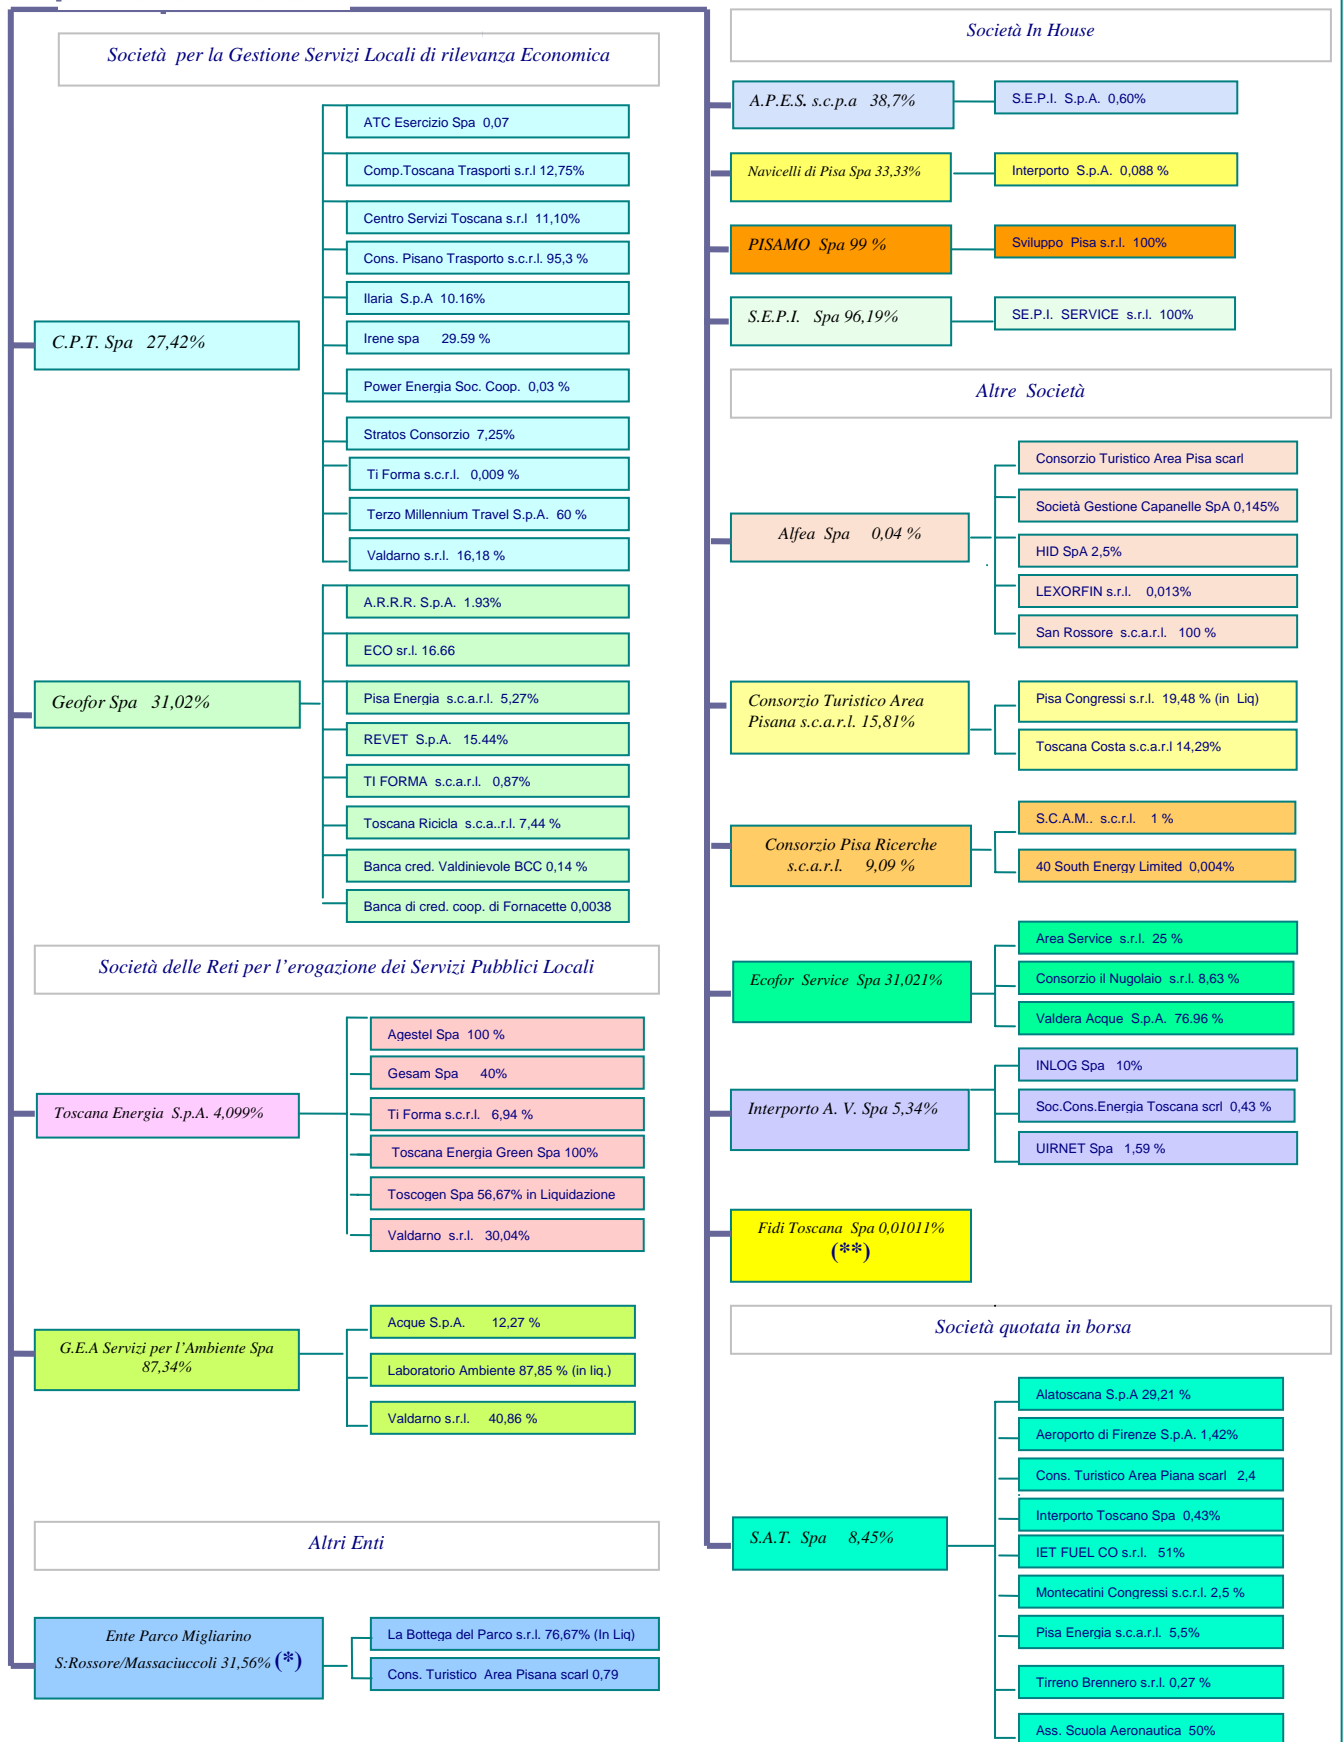 Società per la Gestione Servizi Locali di rilevanza Economica
C.P.T. Spa 27,42%
ATC Esercizio Spa 0,07
Comp.Toscana Trasporti s.r.l 12,75%
Centro Servizi Toscana s.r.l 11,10%
Cons. Pisano Trasporto s.c.r.l. 95,3 %
Ilaria S.p.A 10.16%
Irene spa 29.59 %
Power Energia Soc. Coop. 0,03 %
Stratos Consorzio 7,25%
Ti Forma s.c.r.l. 0,009 %
Terzo Millennium Travel S.p.A. 60 %
Valdarno s.r.l. 16,18 %
Geofor Spa 31,02%
A.R.R.R. S.p.A. 1.93%
ECO sr.l. 16.66
Pisa Energia s.c.a.r.l. 5,27%
REVET S.p.A. 15.44%
TI FORMA s.c.a.r.l. 0,87%
Toscana Ricicla s.c.a..r.l. 7,44 %
Banca cred. Valdinievole BCC 0,14 %
Banca di cred. coop. di Fornacette 0,0038
Società delle Reti per l'erogazione dei Servizi Pubblici Locali
Toscana Energia S.p.A. 4,099%
Agestel Spa 100 %
Gesam Spa 40%
Ti Forma s.c.r.l. 6,94 %
Toscana Energia Green Spa 100%
Toscogen Spa 56,67% in Liquidazione
Valdarno s.r.l. 30,04%
G.E.A Servizi per l'Ambiente Spa
87,34%
Acque S.p.A. 12,27 %
Laboratorio Ambiente 87,85 % (in liq.)
Valdarno s.r.l. 40,86 %
Altri Enti
Ente Parco Migliarino
S:Rossore/Massaciuccoli 31,56% (*)
La Bottega del Parco s.r.l. 76,67% (In Liq)
Cons. Turistico Area Pisana scarl 0,79
Società In House
A.P.E.S. s.c.p.a 38,7%
S.E.P.I. S.p.A. 0,60%
Navicelli di Pisa Spa 33,33%
Interporto S.p.A. 0,088 %
PISAMO Spa 99 %
Sviluppo Pisa s.r.l. 100%
S.E.P.I. Spa 96,19%
SE.P.I. SERVICE s.r.l. 100%
Altre Società
Alfea Spa 0,04 %
Consorzio Turistico Area Pisa scarl
Società Gestione Capanelle SpA 0,145%
HID SpA 2,5%
LEXORFIN s.r.l. 0,013%
San Rossore s.c.a.r.l. 100 %
Consorzio Turistico Area
Pisana s.c.a.r.l. 15,81%
Pisa Congressi s.r.l. 19,48 % (in Liq)
Toscana Costa s.c.a.r.l 14,29%
Consorzio Pisa Ricerche
s.c.a.r.l. 9,09 %
S.C.A.M.. s.c.r.l. 1 %
40 South Energy Limited 0,004%
Ecofor Service Spa 31,021%
Area Service s.r.l. 25 %
Consorzio il Nugolaio s.r.l. 8,63 %
Valdera Acque S.p.A. 76.96 %
Interporto A. V. Spa 5,34%
INLOG Spa 10%
Soc.Cons.Energia Toscana scrl 0,43 %
UIRNET Spa 1,59 %
Fidi Toscana Spa 0,01011%
(**)
Società quotata in borsa
S.A.T. Spa 8,45%
Alatoscana S.p.A 29,21 %
Aeroporto di Firenze S.p.A. 1,42%
Cons. Turistico Area Piana scarl 2,4
Interporto Toscano Spa 0,43%
IET FUEL CO s.r.l. 51%
Montecatini Congressi s.c.r.l. 2,5 %
Pisa Energia s.c.a.r.l. 5,5%
Tirreno Brennero s.r.l. 0,27 %
Ass. Scuola Aeronautica 50%